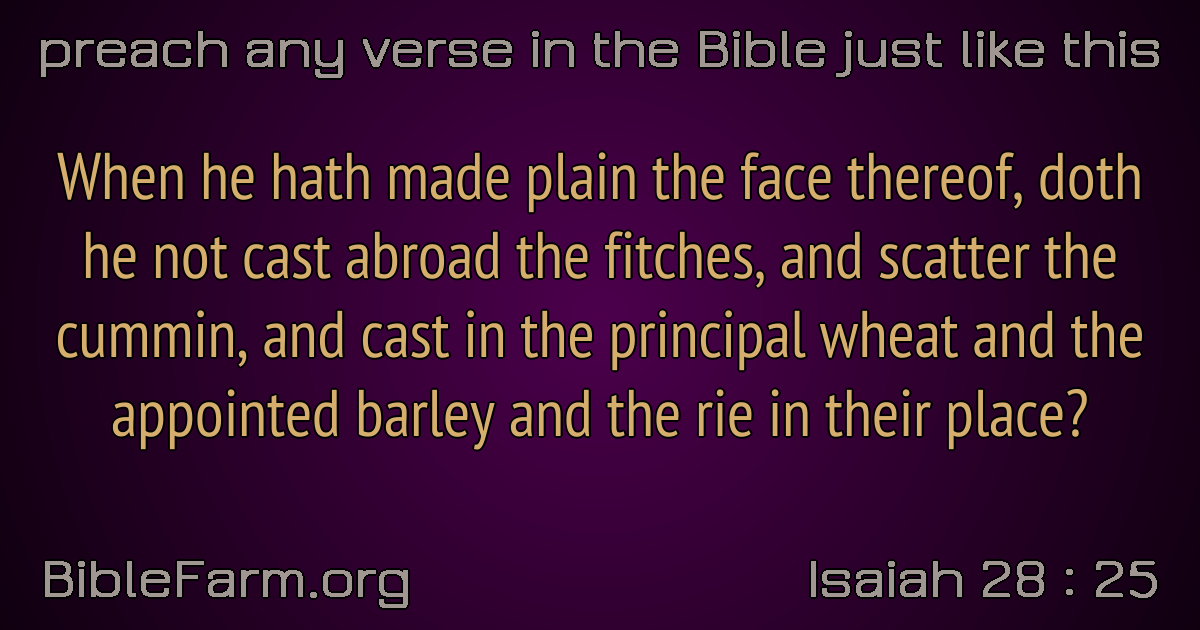 preach any verse in the Bible just like this
When he hath made plain the face thereof, doth
he not cast abroad the fitches, and scatter the
cummin, and cast in the principal wheat and the
appointed barley and the rie in their place?
BibleFarm.org
Isaiah 28 : 25